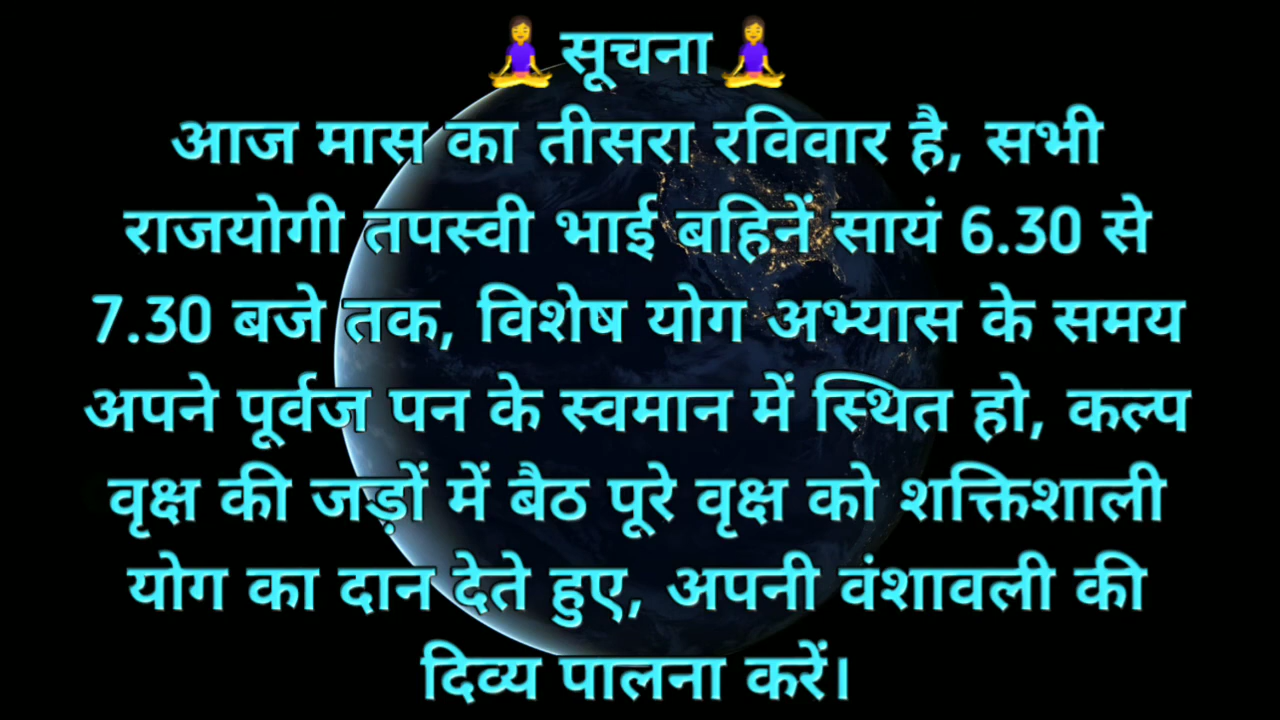 🧘‍♀️सूचना🧘‍♀️
आज मास का तीसरा रविवार है, सभी
राजयोगी तपस्वी भाई बहिनें सायं 6.30 से
7.30 बजे तक, विशेष योग अभ्यास के समय
अपने पूर्वज पन के स्वमान में स्थित हो, कल्प
वृक्ष की जड़ों में बैठ पूरे वृक्ष को शक्तिशाली
योग का दान देते हुए, अपनी वंशावली की
दिव्य पालना करें।